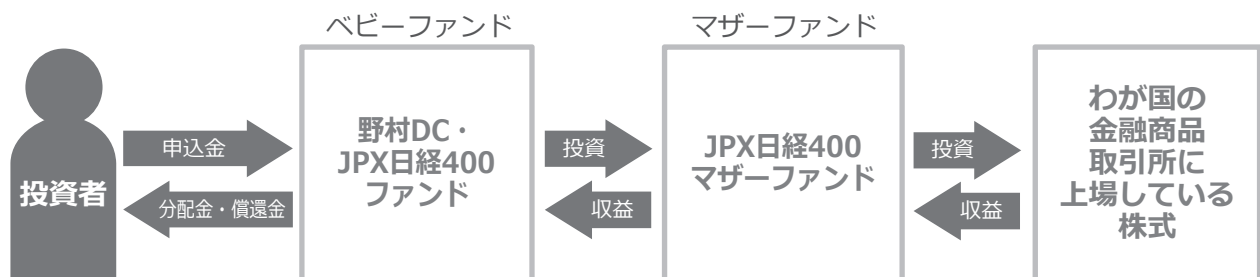 ベビーファンド
マザーファンド
投資者
申込金
分配金・償還金
野村DC・
JPX日経400
ファンド
投資
収益
JPX日経400
マザーファンド
投資
収益
わが国の
金融商品
取引所に
上場している
株式